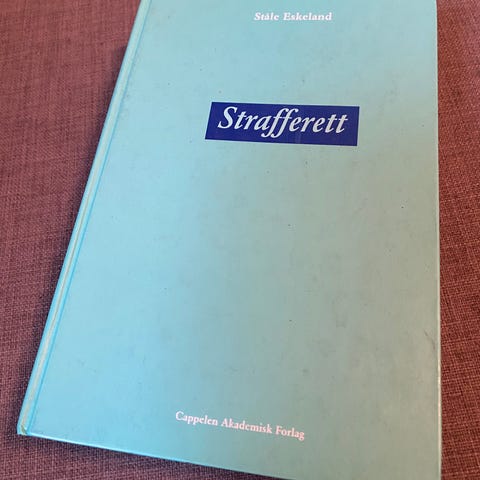 Ståle Eskeland
Strafferett
Cappelen Akademisk Forlag